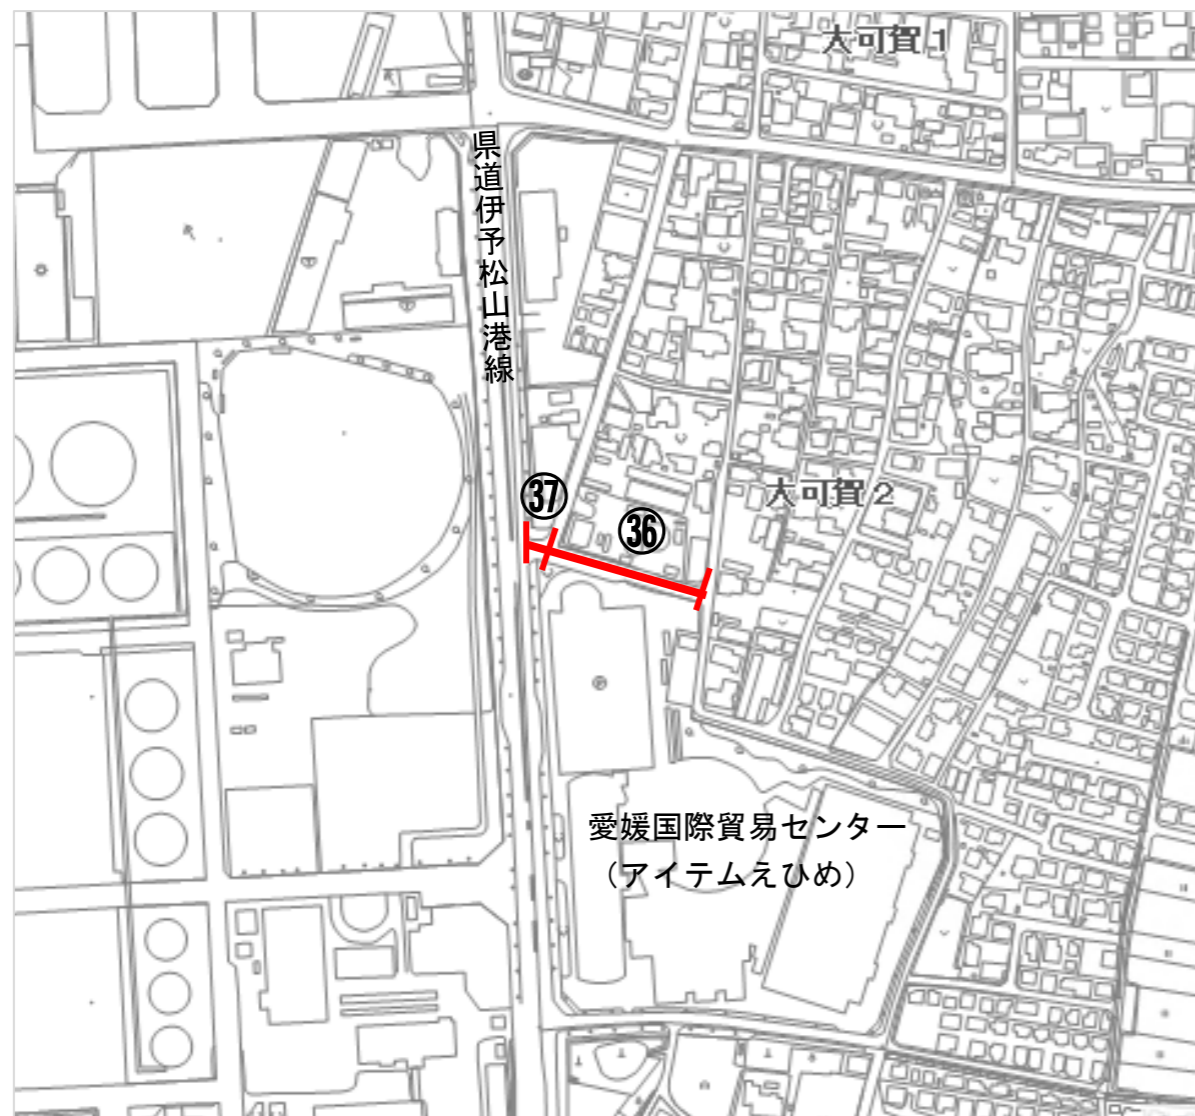 大可賀 1
県道伊予松山港線
㊲
㊱
大可賀 2
愛媛国際貿易センター
（アイテムえひめ）